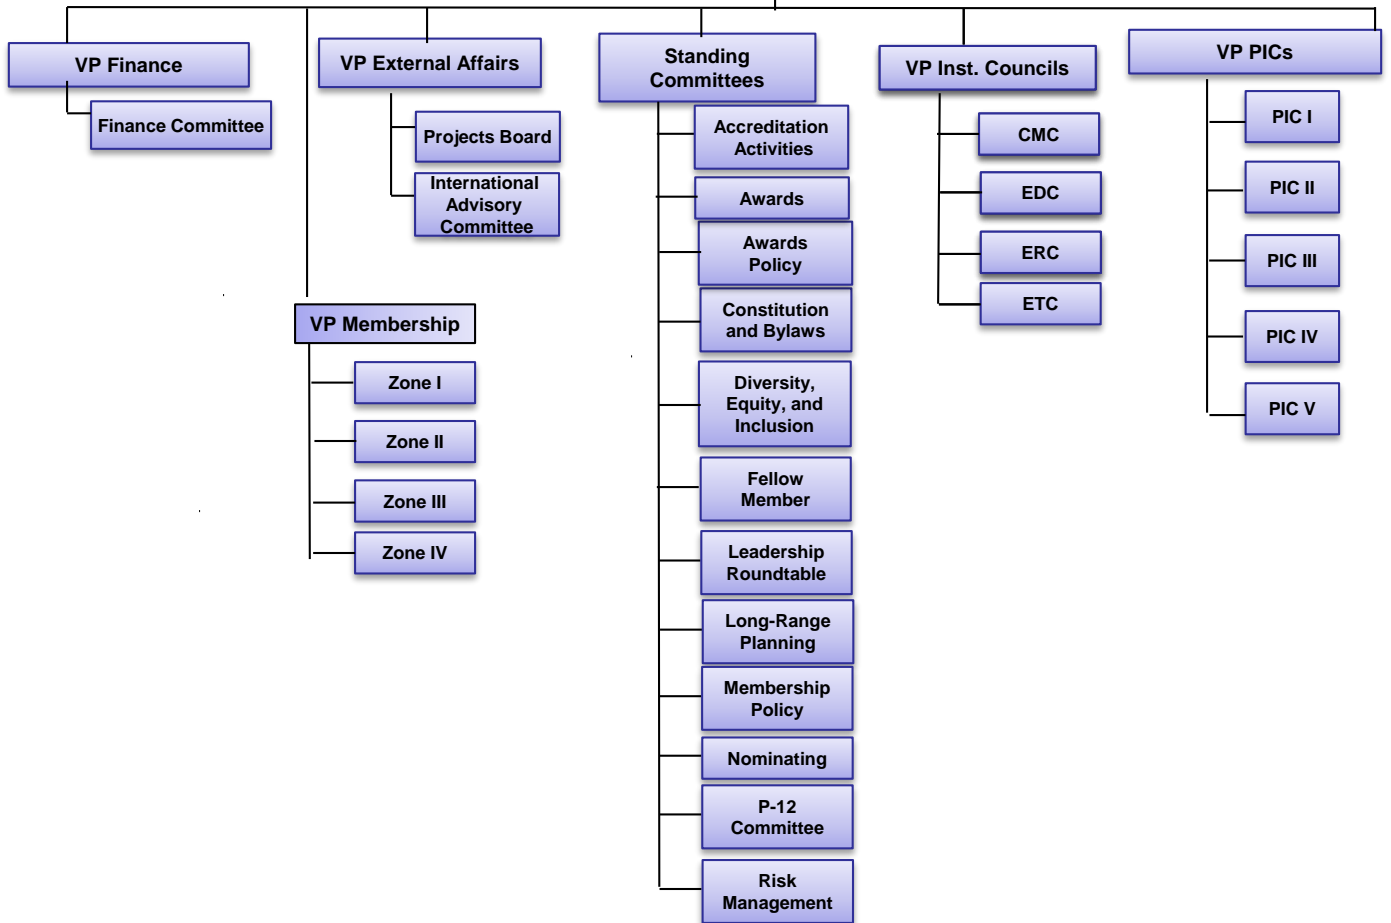 VP Finance
Finance Committee
VP External Affairs
Projects Board
International
Advisory
Committee
VP Membership
Zone I
Zone II
Zone III
Zone IV
Standing
Committees
Accreditation
Activities
Awards
Awards
Policy
Constitution
and Bylaws
Diversity,
Equity, and
Inclusion
Fellow
Member
Leadership
Roundtable
Long-Range
Planning
Membership
Policy
Nominating
P-12
Committee
Risk
Management
VP Inst. Councils
CMC
EDC
ERC
ETC
VP PICs
PIC I
PIC II
PIC III
PIC IV
PIC V